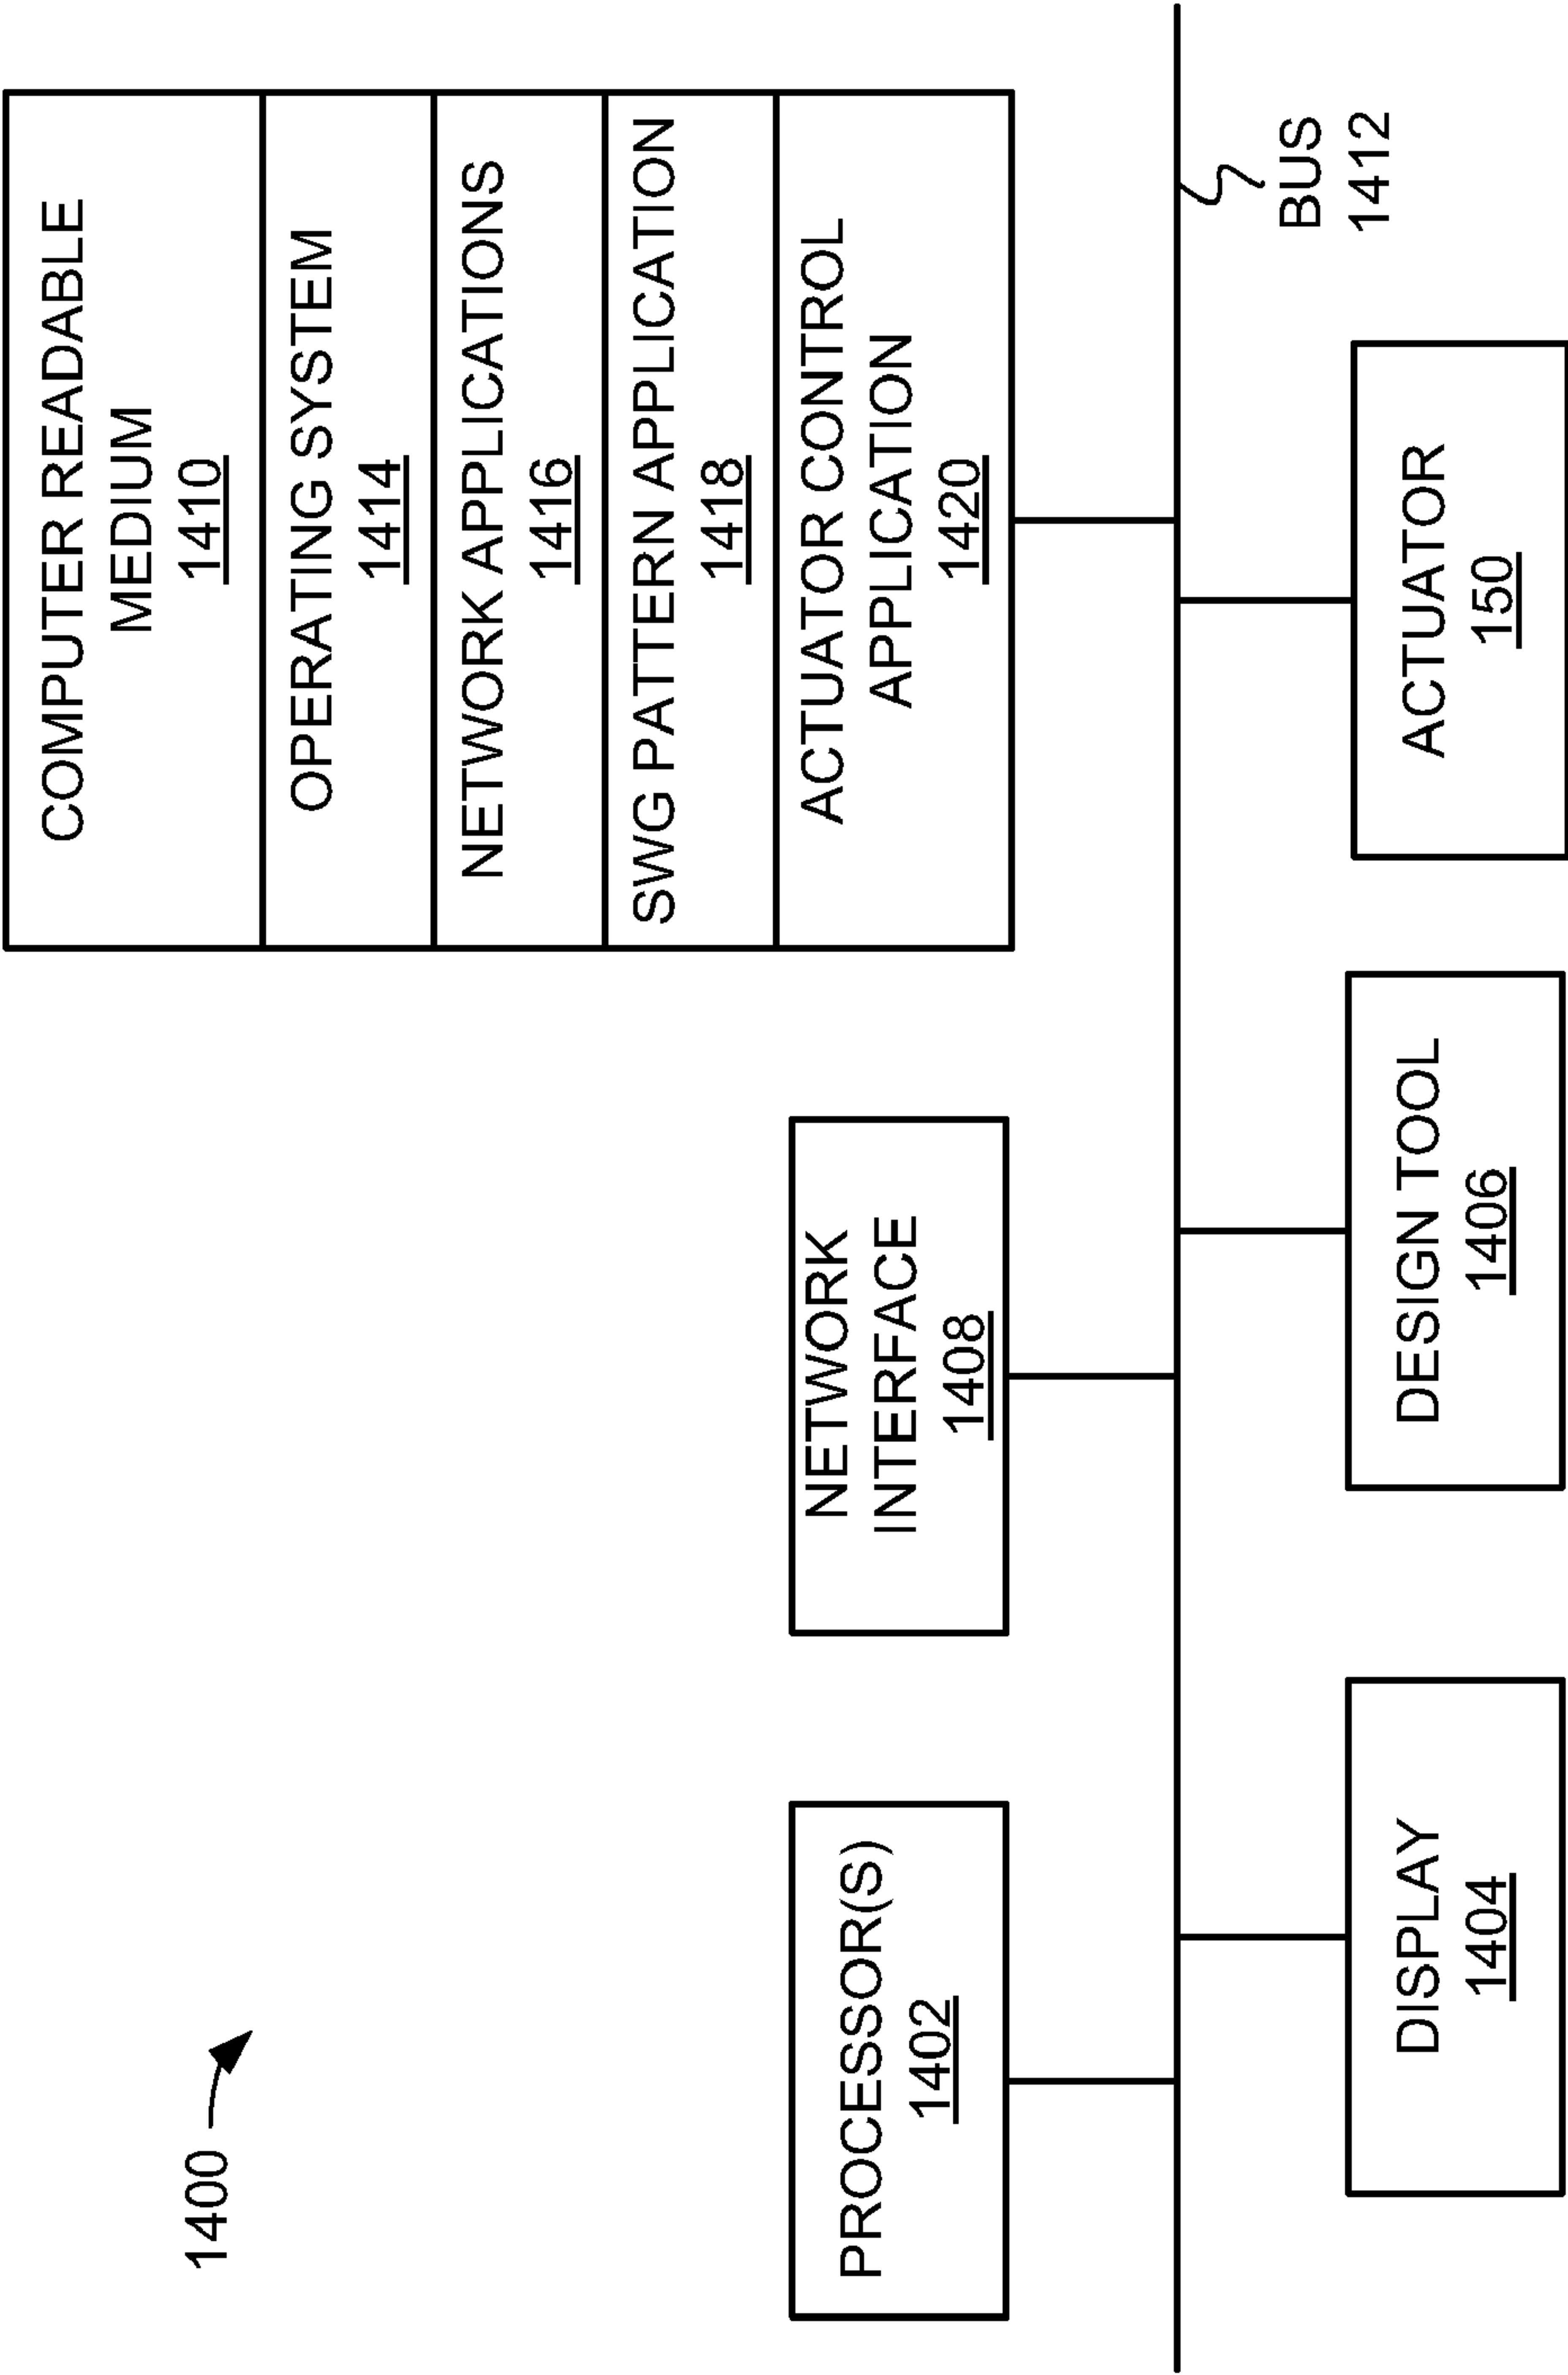 1400
COMPUTER READABLE
MEDIUM
1410
OPERATING SYSTEM
1414
NETWORK APPLICATIONS
1416
SWG PATTERN APPLICATION
1418
ACTUATOR CONTROL
APPLICATION
1420
PROCESSOR(S)
1402
NETWORK
INTERFACE
1408
BUS
1412
DISPLAY
1404
DESIGN TOOL
1406
ACTUATOR
150